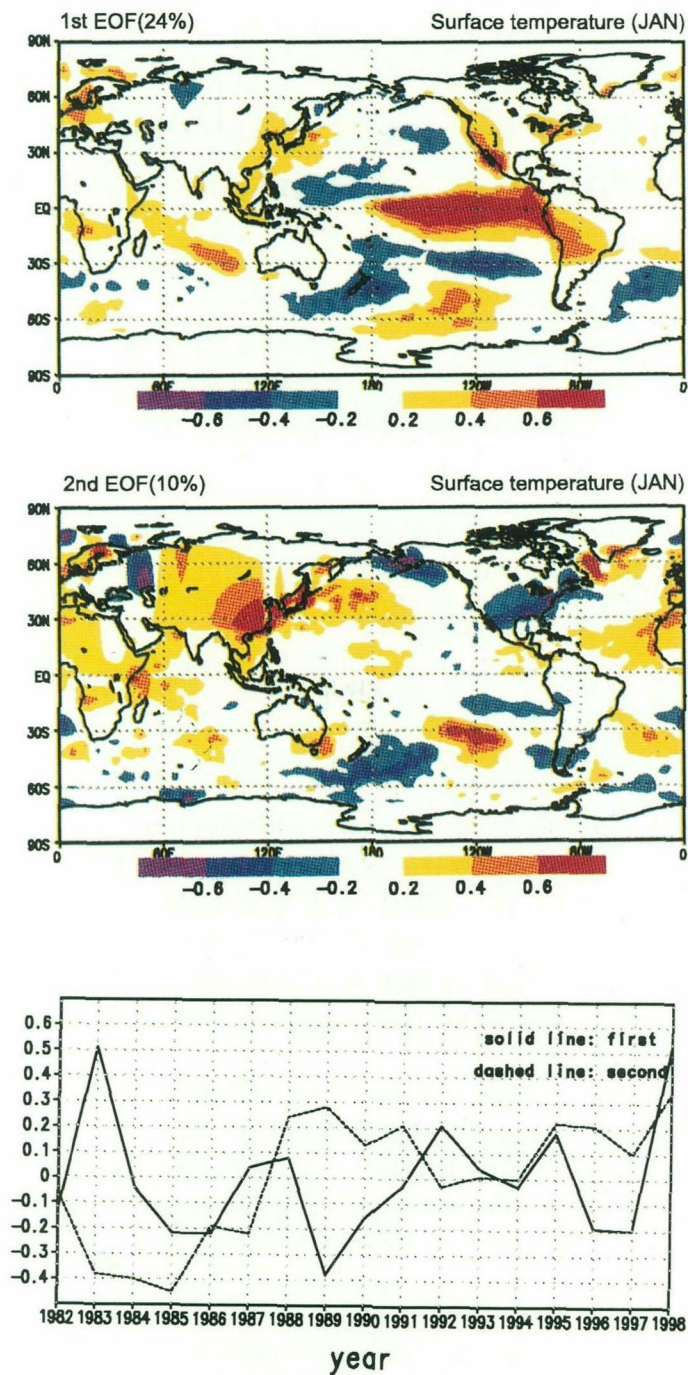 1st EOF(24%) Surface temperature (JAN)
90N
60N
30N
EQ
30S
60S
90S
0 60E 120E 180 120W 60W 0
-0.6 -0.4 -0.2 0.2 0.4 0.6
2nd EOF(10%) Surface temperature (JAN)
90N
60N
30N
EQ
30S
60S
90S
0 60E 120E 180 120W 60W 0
-0.6 -0.4 -0.2 0.2 0.4 0.6
0.6
solid line: first
0.5
dashed line: second
0.4
0.3
0.2
0.1
0
-0.1
-0.2
-0.3
-0.4
1982 1983 1984 1985 1986 1987 1988 1989 1990 1991 1992 1993 1994 1995 1996 1997 1998
year